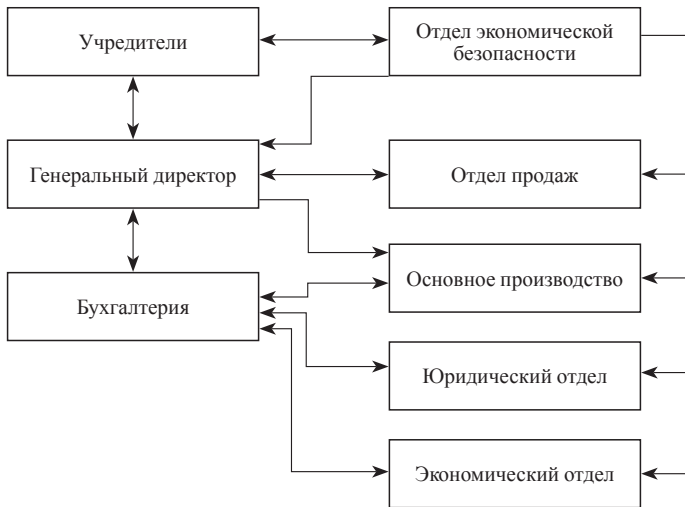 Учредители
Отдел экономической
безопасности
Генеральный директор
Отдел продаж
Основное производство
Бухгалтерия
Юридический отдел
Экономический отдел